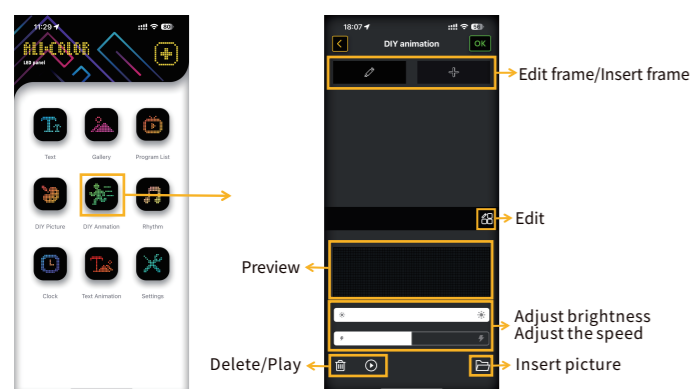 11:29
50
ALL-COLOR
LED panel
Text
Gallery
Program List
DIY Picture
DIY Anmation
Rhythm
Clock
Text Animation
Settings
18:07
DIY animation
OK
Edit frame/Insert frame
Edit
Preview
Adjust brightness
Adjust the speed
Delete/Play
Insert picture